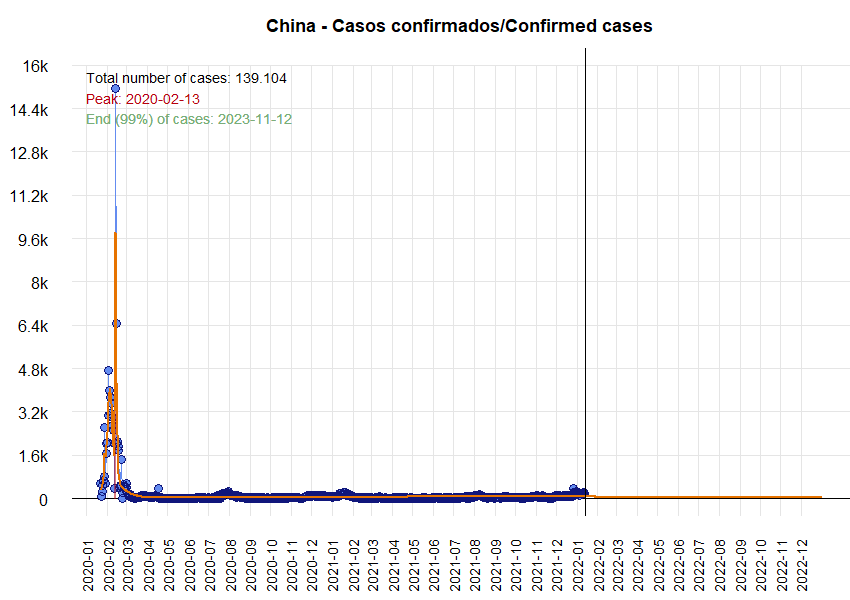 China - Casos confirmados/Confirmed cases
16k
14.4k
12.8k
11.2k
9.6k
8k
6.4k
4.8k
3.2k
1.6k
0
Total number of cases: 139.104
Peak: 2020-02-13
End (99%) of cases: 2023-11-12
2020-01
2020-02
2020-03
2020-04
2020-05
2020-06
2020-07
2020-08
2020-09
2020-10
2020-11
2020-12
2021-01
2021-02
2021-03
2021-04
2021-05
2021-06
2021-07
2021-08
2021-09
2021-10
2021-11
2021-12
2022-01
2022-02
2022-03
2022-04
2022-05
2022-06
2022-07
2022-08
2022-09
2022-10
2022-11
2022-12